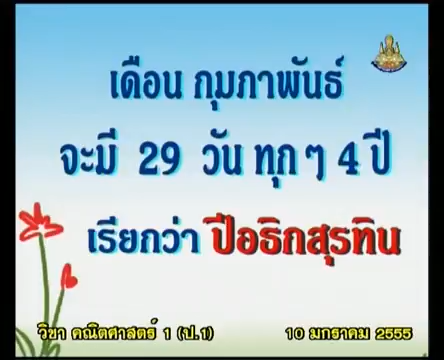 เดือน กุมภาพันธ์
จะมี 29 วัน ทุกๆ 4 ปี
เรียกว่า ปีอธิกสุรทิน
วิชา คณิตศาสตร์ 1 (ป.1) 10 มกราคม 2555